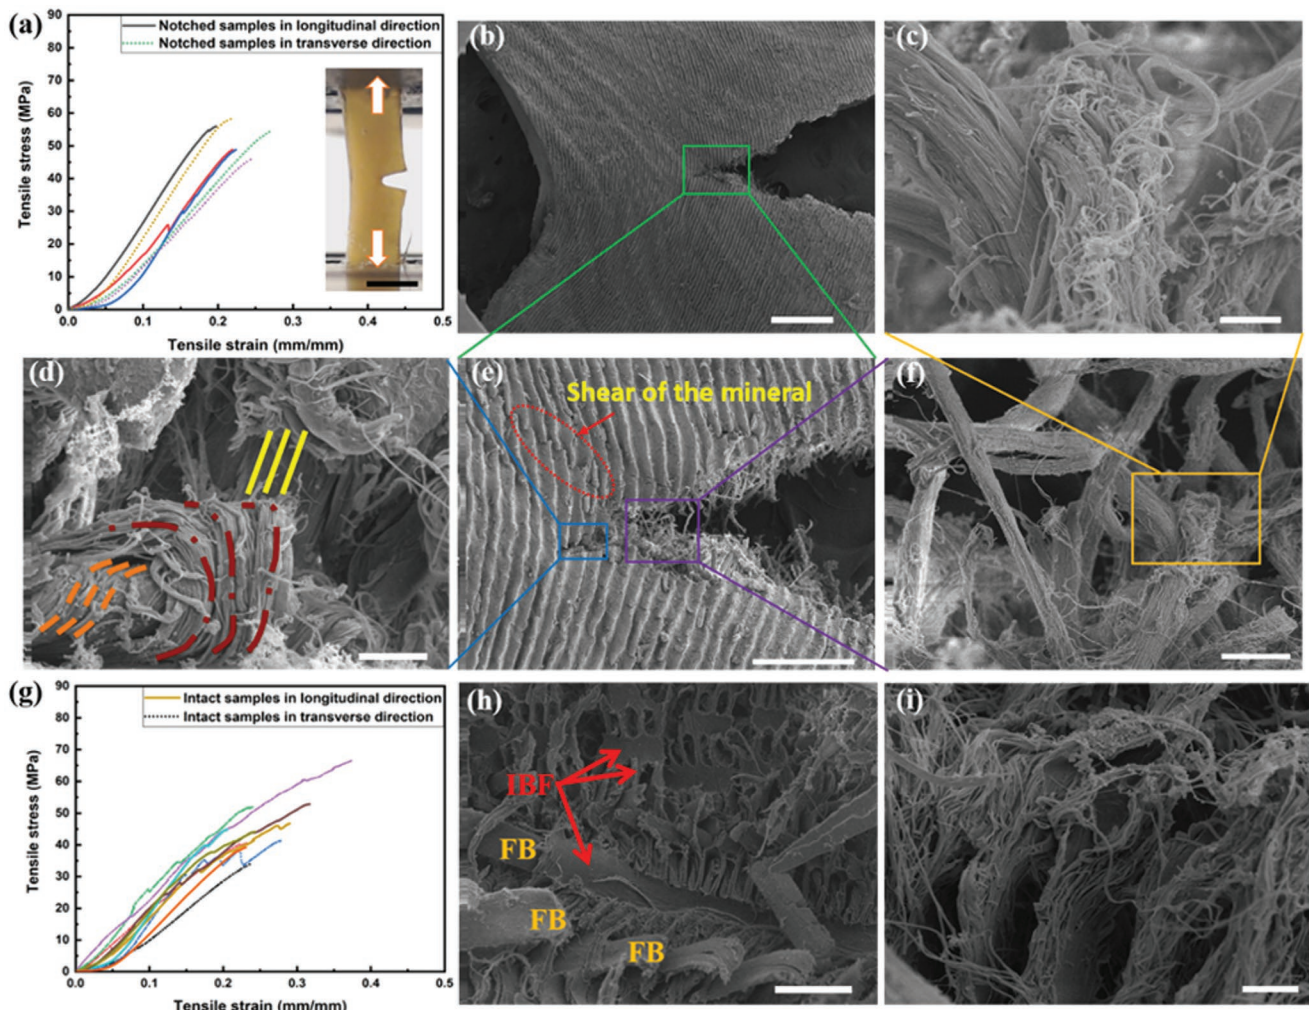 (a)
Notched samples in longitudinal direction
Notched samples in transverse direction
90
80
70
60
50
40
30
20
10
0
Tensile stress (MPa)
0.0 0.1 0.2 0.3 0.4 0.5
Tensile strain (mm/mm)
(b)
(c)
(d)
(e)
Shear of the mineral
(f)
(g)
Intact samples in longitudinal direction
Intact samples in transverse direction
90
80
70
60
50
40
30
20
10
0
Tensile stress (MPa)
0.0 0.1 0.2 0.3 0.4 0.5
Tensile strain (mm/mm)
(h)
IBF
FB
FB
FB
(i)